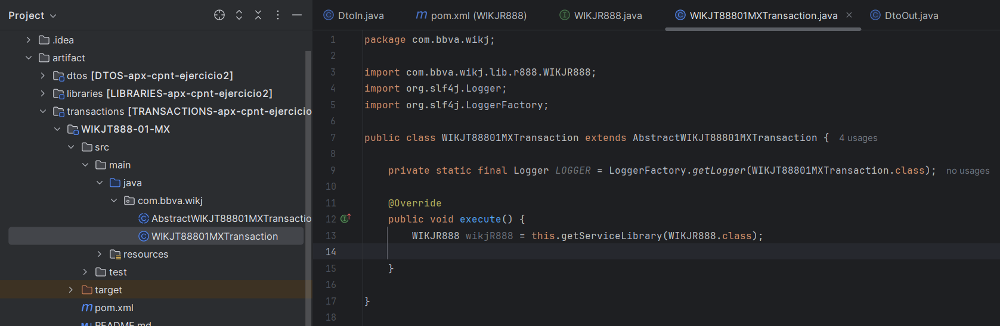 Project
.idea
artifact
dtos [DTOS-apx-cpnt-ejercicio2]
libraries [LIBRARIES-apx-cpnt-ejercicio2]
transactions [TRANSACTIONS-apx-cpnt-ejercicio
WIKJT888-01-MX
src
main
java
com.bbva.wikj
AbstractWIKJT88801MXTransactio
WIKJT88801MXTransaction
resources
test
target
pom.xml
README.md
DtoIn.java pom.xml (WIKJR888) WIKJR888.java WIKJT88801MXTransaction.java DtoOut.java
1 package com.bbva.wikj;
2
3 import com.bbva.wikj.lib.r888.WIKJR888;
4 import org.slf4j.Logger;
5 import org.slf4j.LoggerFactory;
6
7 public class WIKJT88801MXTransaction extends AbstractWIKJT88801MXTransaction { 4 usages
8
9 private static final Logger LOGGER = LoggerFactory.getLogger(WIKJT88801MXTransaction.class); no usages
10
11 @Override
12 public void execute() {
13 WIKJR888 wikjR888 = this.getServiceLibrary(WIKJR888.class);
14
15 }
16
17 }
18